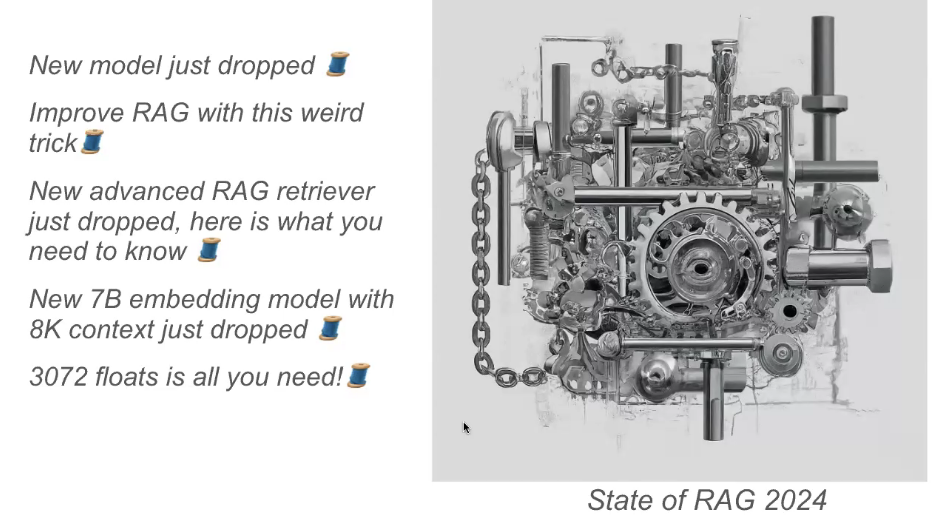 New model just dropped 🧵
Improve RAG with this weird
trick🧵
New advanced RAG retriever
just dropped, here is what you
need to know 🧵
New 7B embedding model with
8K context just dropped 🧵
3072 floats is all you need!🧵
State of RAG 2024